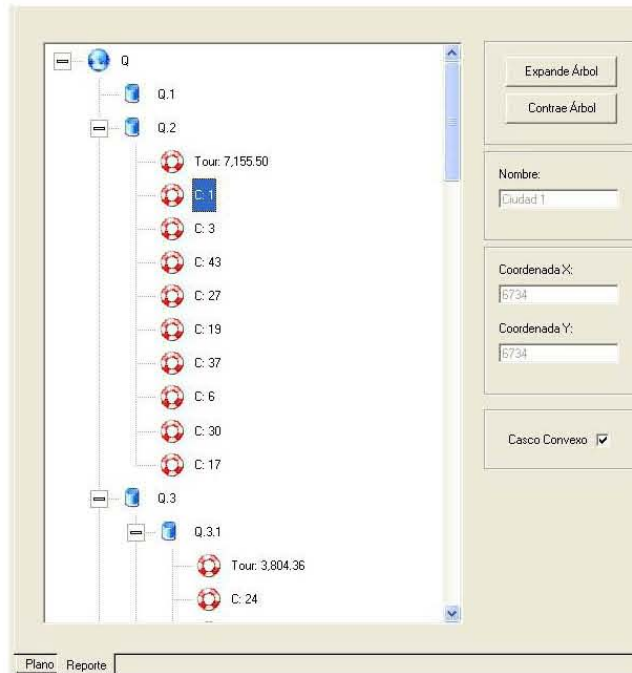 Q
Q.1
Q.2
Tour: 7,155.50
C: 1
C: 3
C: 43
C: 27
C: 19
C: 37
C: 6
C: 30
C: 17
Q.3
Q.3.1
Tour: 3,804.36
C: 24
Expande Árbol
Contrae Árbol
Nombre:
Ciudad 1
Coordenada X:
6734
Coordenada Y:
6734
Casco Convexo
Plano Reporte